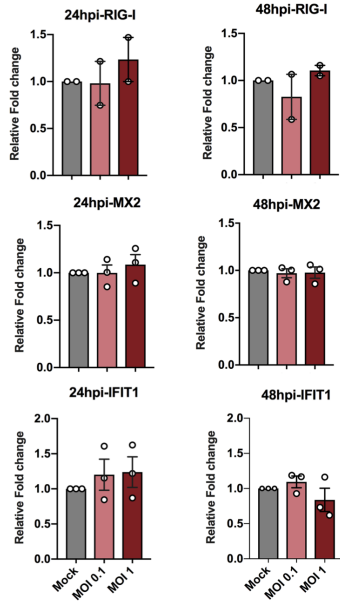 24hpi-RIG-I
48hpi-RIG-I
Relative Fold change
1.5
1.0
0.5
0.0
Relative Fold change
1.5
1.0
0.5
0.0
24hpi-MX2
48hpi-MX2
Relative Fold change
1.5
1.0
0.5
0.0
Relative Fold change
1.5
1.0
0.5
0.0
24hpi-IFIT1
48hpi-IFIT1
Relative Fold change
2.0
1.5
1.0
0.5
0.0
Relative Fold change
2.0
1.5
1.0
0.5
0.0
Mock
MOI 0.1
MOI 1
Mock
MOI 0.1
MOI 1